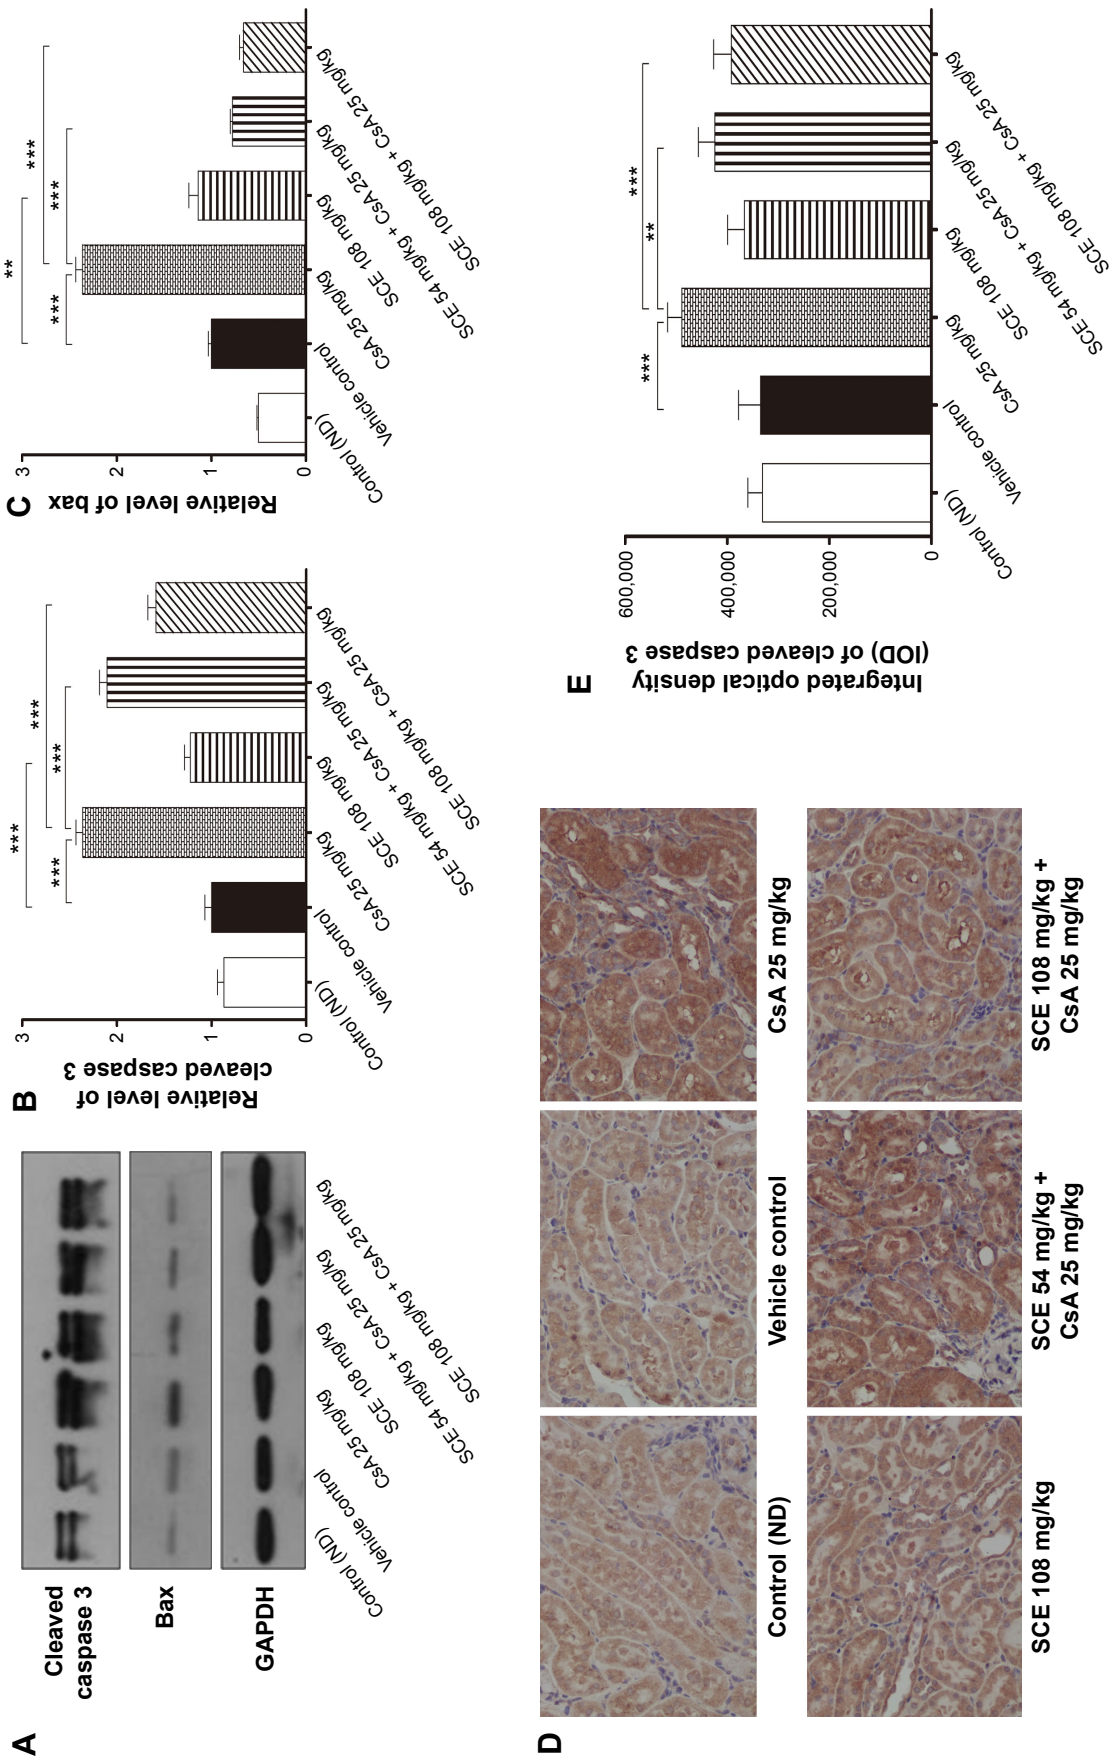 A
Cleaved
caspase 3
Bax
GAPDH
Control (ND)
Vehicle control
CsA 25 mg/kg
SCE 108 mg/kg
SCE 54 mg/kg + CsA 25 mg/kg
SCE 108 mg/kg + CsA 25 mg/kg
B
Relative level of
cleaved caspase 3
3
2
1
0
***
***
***
***
Control (ND)
Vehicle control
CsA 25 mg/kg
SCE 108 mg/kg
SCE 54 mg/kg + CsA 25 mg/kg
SCE 108 mg/kg + CsA 25 mg/kg
C
Relative level of bax
3
2
1
0
**
***
***
***
Control (ND)
Vehicle control
CsA 25 mg/kg
SCE 108 mg/kg
SCE 54 mg/kg + CsA 25 mg/kg
SCE 108 mg/kg + CsA 25 mg/kg
D
Control (ND)
Vehicle control
CsA 25 mg/kg
SCE 108 mg/kg
SCE 54 mg/kg +
CsA 25 mg/kg
SCE 108 mg/kg +
CsA 25 mg/kg
E
Integrated optical density
(IOD) of cleaved caspase 3
600,000
400,000
200,000
0
***
**
***
Control (ND)
Vehicle control
CsA 25 mg/kg
SCE 108 mg/kg
SCE 54 mg/kg + CsA 25 mg/kg
SCE 108 mg/kg + CsA 25 mg/kg